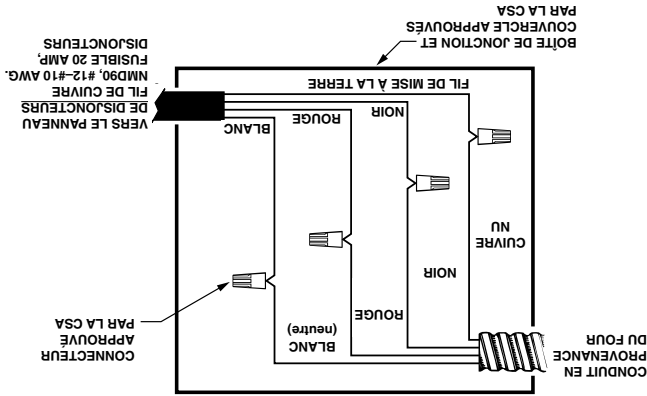 CONDUIT EN
PROVENANCE
DU FOUR
BLANC
(neutre)
CONNECTEUR
APPROUVÉ
PAR LA CSA
ROUGE
NOIR
CUIVRE
NU
NOIR
ROUGE
BLANC
FIL DE MISE À LA TERRE
VERS LE PANNEAU
DE DISJONCTEURS
FIL DE CUIVRE
NMD90, #12–#10 AWG.
FUSIBLE 20 AMP,
DISJONCTEURS
BOÎTE DE JONCTION ET
COUVERCLE APPROUVÉS
PAR LA CSA